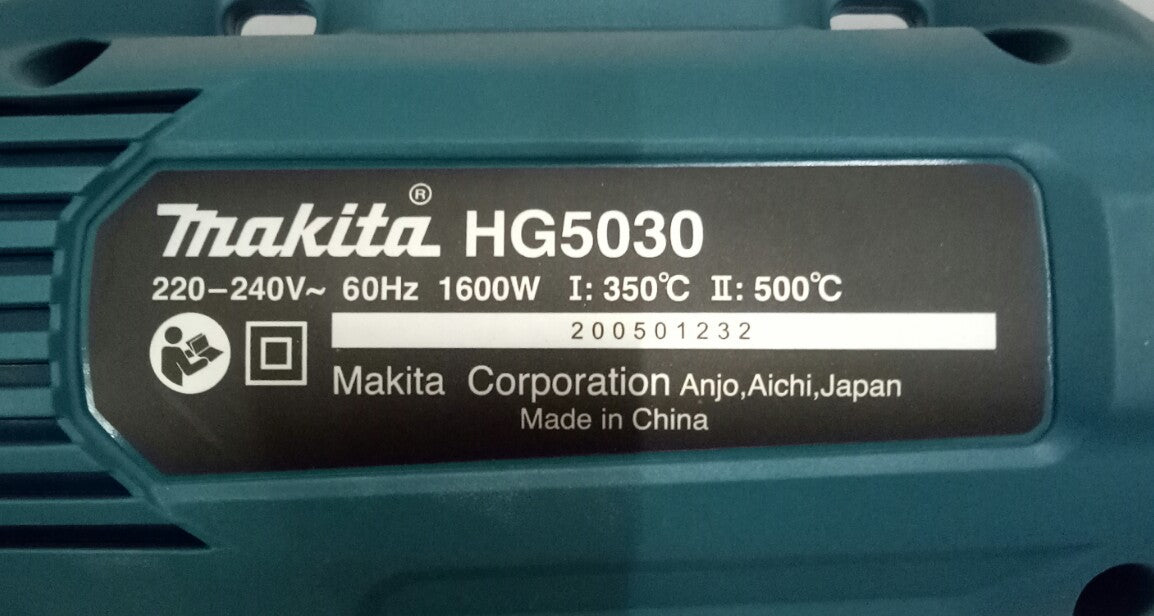 makita® HG5030
220–240V~ 60Hz 1600W I: 350℃ II: 500℃
200501232
Makita Corporation Anjo,Aichi,Japan
Made in China